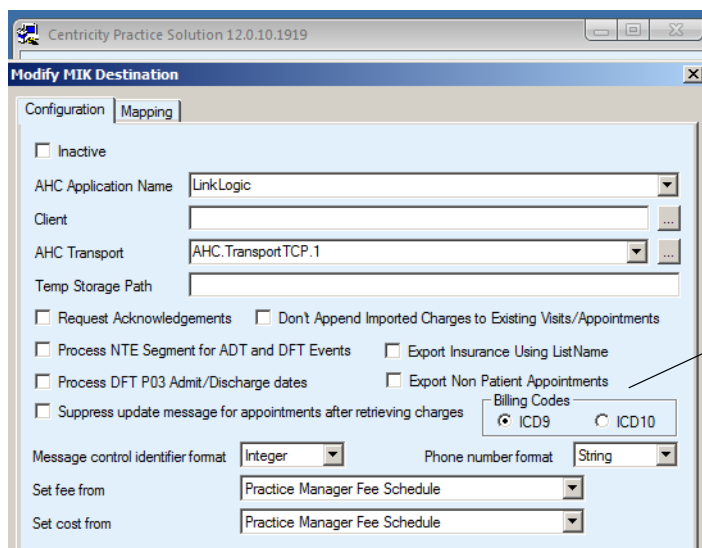 Centricity Practice Solution 12.0.10.1919
Modify MIK Destination
Configuration Mapping
Inactive
AHC Application Name LinkLogic
Client ...
AHC Transport AHC.TransportTCP.1 ...
Temp Storage Path
Request Acknowledgements Don't Append Imported Charges to Existing Visits/Appointments
Process NTE Segment for ADT and DFT Events Export Insurance Using ListName
Process DFT P03 Admit/Discharge dates Export Non Patient Appointments
Billing Codes
Suppress update message for appointments after retrieving charges ICD9 ICD10
Message control identifier format Integer Phone number format String
Set fee from Practice Manager Fee Schedule
Set cost from Practice Manager Fee Schedule